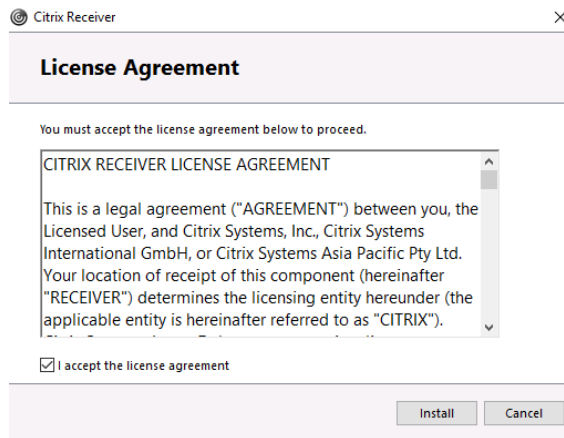 Citrix Receiver
License Agreement
You must accept the license agreement below to proceed.
CITRIX RECEIVER LICENSE AGREEMENT
This is a legal agreement ("AGREEMENT") between you, the
Licensed User, and Citrix Systems, Inc., Citrix Systems
International GmbH, or Citrix Systems Asia Pacific Pty Ltd.
Your location of receipt of this component (hereinafter
"RECEIVER") determines the licensing entity hereunder (the
applicable entity is hereinafter referred to as "CITRIX").
I accept the license agreement
Install Cancel